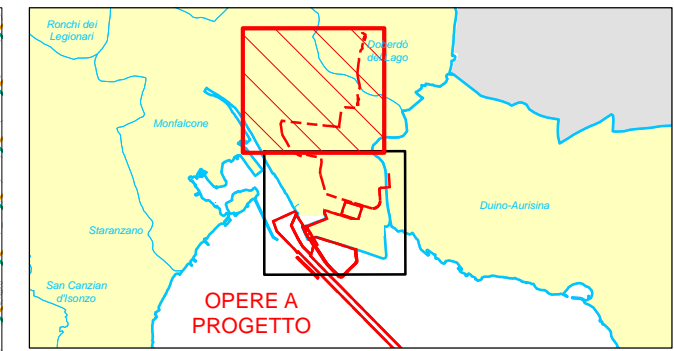 Ronchi dei
Legionari
Doberdò
del Lago
Monfalcone
Duino-Aurisina
Staranzano
San Canzian
d'Isonzo
OPERE A
PROGETTO